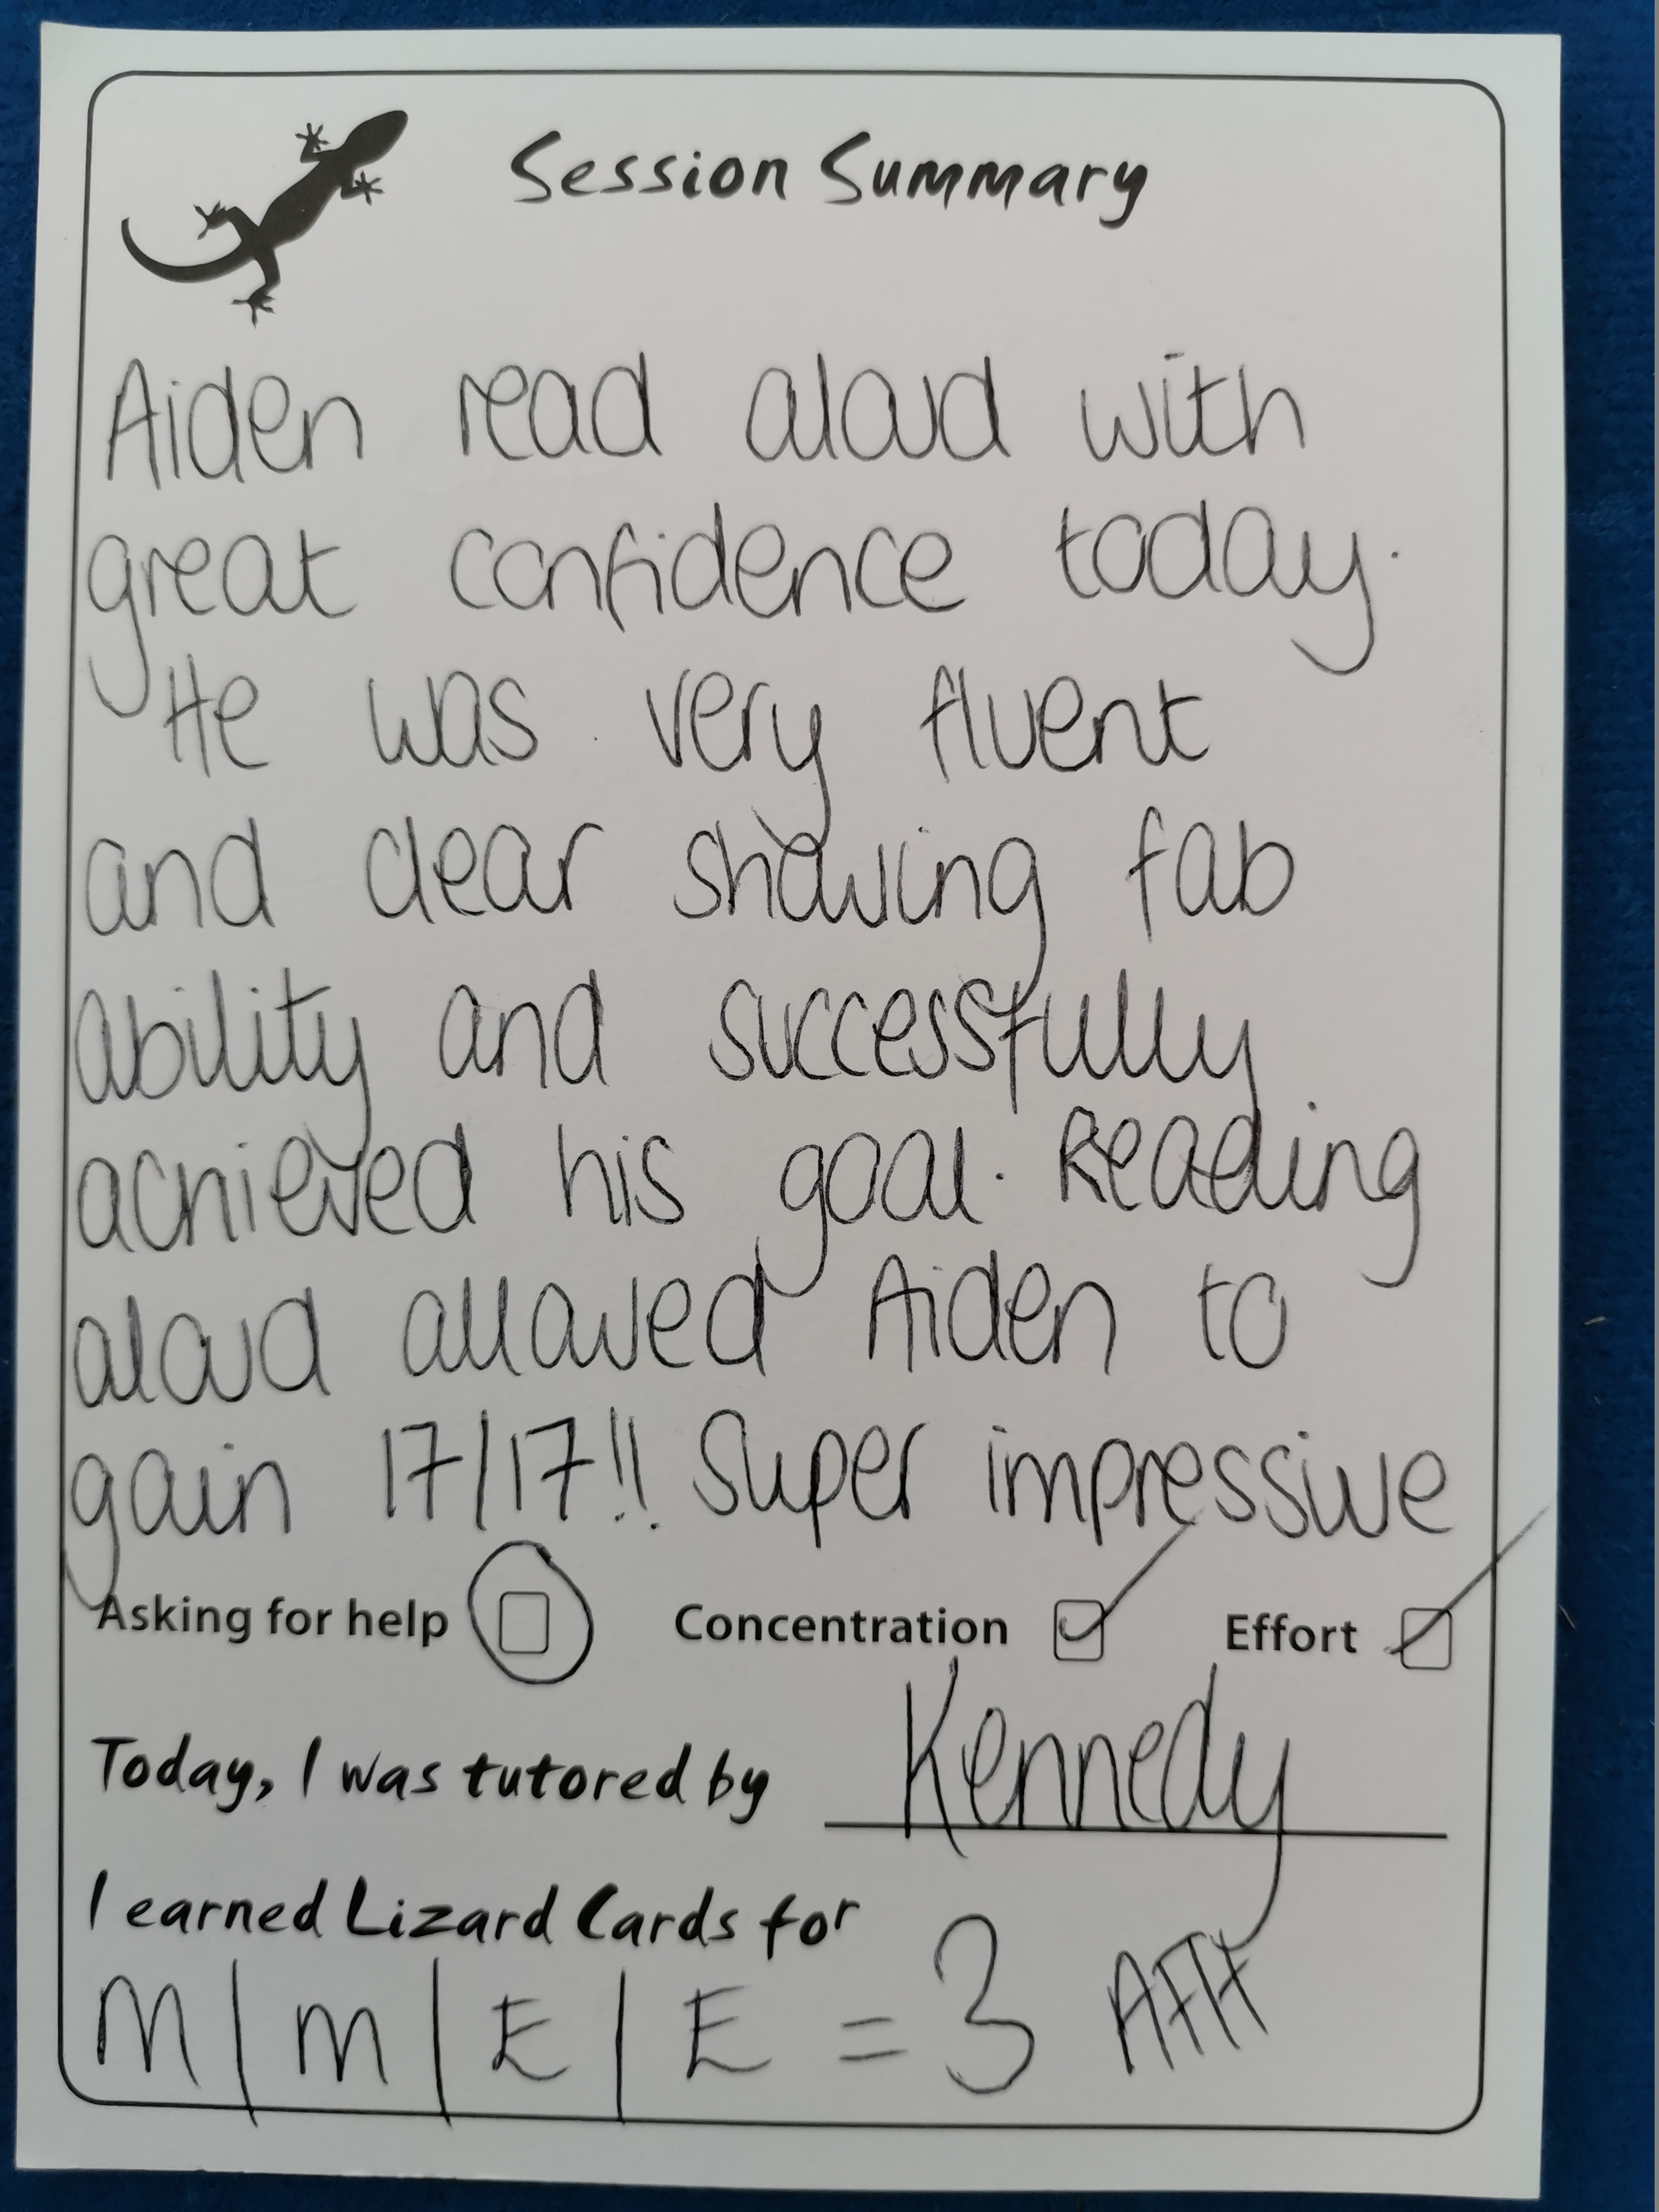 Session Summary
Aiden read aloud with
great confidence today.
He was very fluent
and clear showing fab
ability and successfully
achieved his goal. Reading
aloud allowed Aiden to
gain 17/17!! Super impressive
Asking for help Concentration Effort
Today, I was tutored by Kennedy
I earned Lizard Cards for
M | M | E | E = 3 AFH